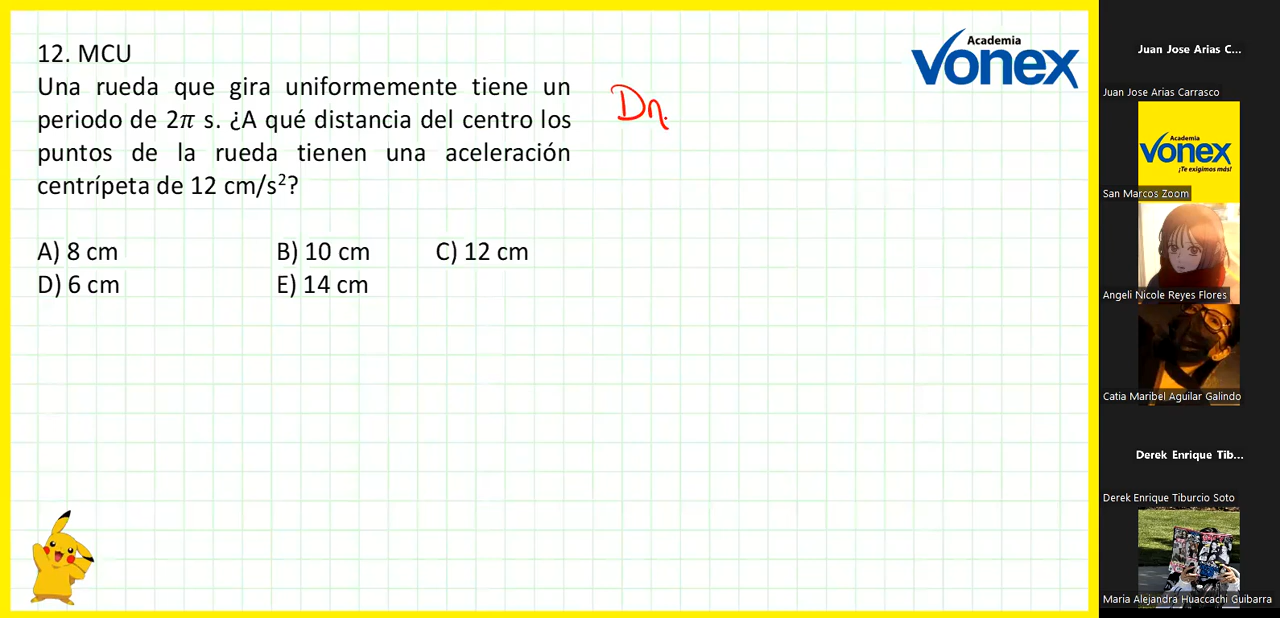 12. MCU
Una rueda que gira uniformemente tiene un
periodo de 2π s. ¿A qué distancia del centro los
puntos de la rueda tienen una aceleración
centrípeta de 12 cm/s²?
A) 8 cm B) 10 cm C) 12 cm
D) 6 cm E) 14 cm
Academia
Vonex
Juan Jose Arias C...
Juan Jose Arias Carrasco
Academia
Vonex
¡Te exigimos más!
San Marcos Zoom
Angeli Nicole Reyes Flores
Catia Maribel Aguilar Galindo
Derek Enrique Tib...
Derek Enrique Tiburcio Soto
Maria Alejandra Huaccachi Guibarra